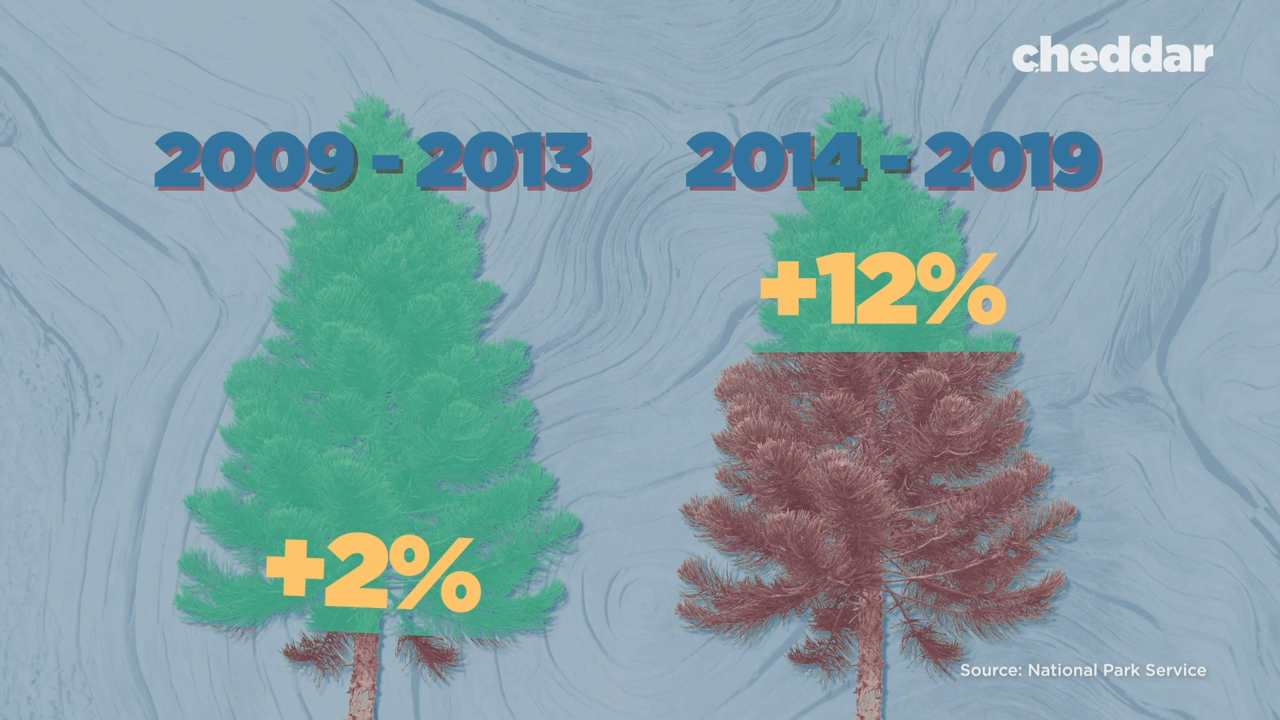 cheddar
2009 - 2013
2014 - 2019
+12%
+2%
Source: National Park Service